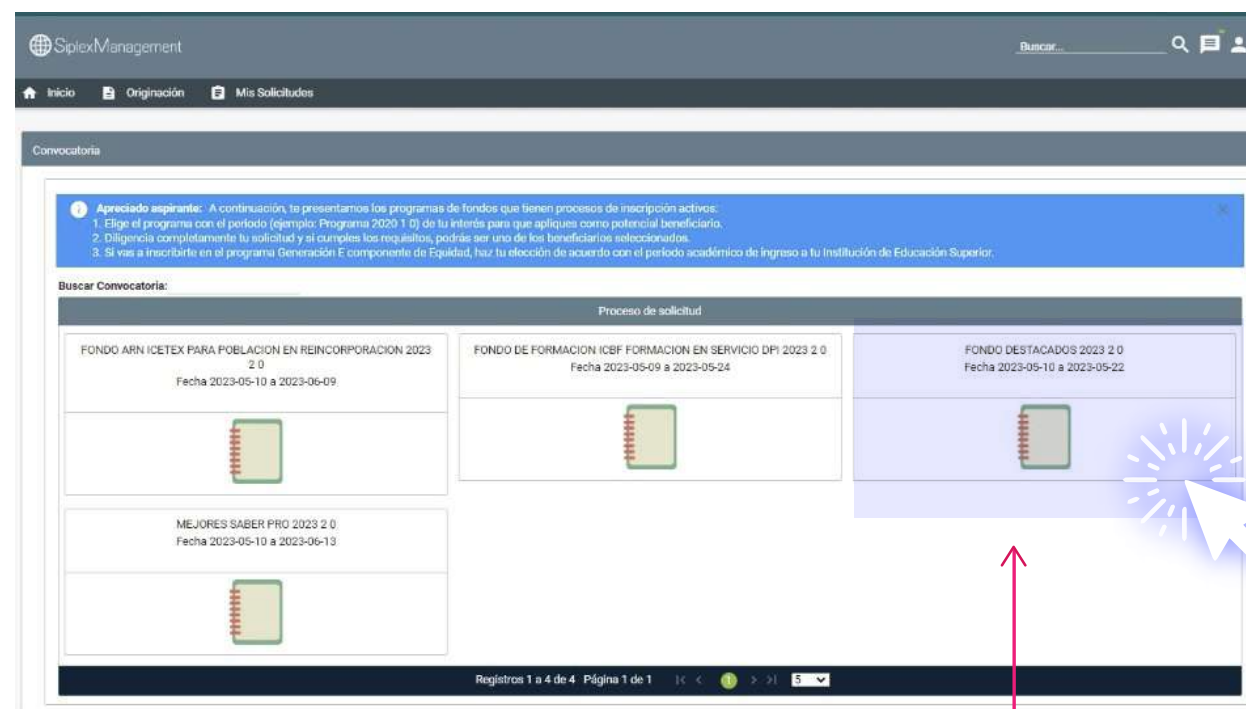 SiplexManagement
Buscar...
Inicio Originación Mis Solicitudes
Convocatoria
Apreciado aspirante: A continuación, te presentamos los programas de fondos que tienen procesos de inscripción activos:
1. Elige el programa con el periodo (ejemplo: Programa 2020 1 0) de tu interés para que apliques como potencial beneficiario.
2. Diligencia completamente tu solicitud y si cumples los requisitos, podrás ser uno de los beneficiarios seleccionados.
3. Si vas a inscribirte en el programa Generación E componente de Equidad, haz tu elección de acuerdo con el periodo académico de ingreso a tu Institución de Educación Superior.
Buscar Convocatoria:
Proceso de solicitud
FONDO ARN ICETEX PARA POBLACION EN REINCORPORACION 2023
2 0
Fecha 2023-05-10 a 2023-06-09
FONDO DE FORMACION ICBF FORMACION EN SERVICIO DPI 2023 2 0
Fecha 2023-05-09 a 2023-05-24
FONDO DESTACADOS 2023 2 0
Fecha 2023-05-10 a 2023-05-22
MEJORES SABER PRO 2023 2 0
Fecha 2023-05-10 a 2023-06-13
Registros 1 a 4 de 4 Página 1 de 1 |< < 1 > >| 5